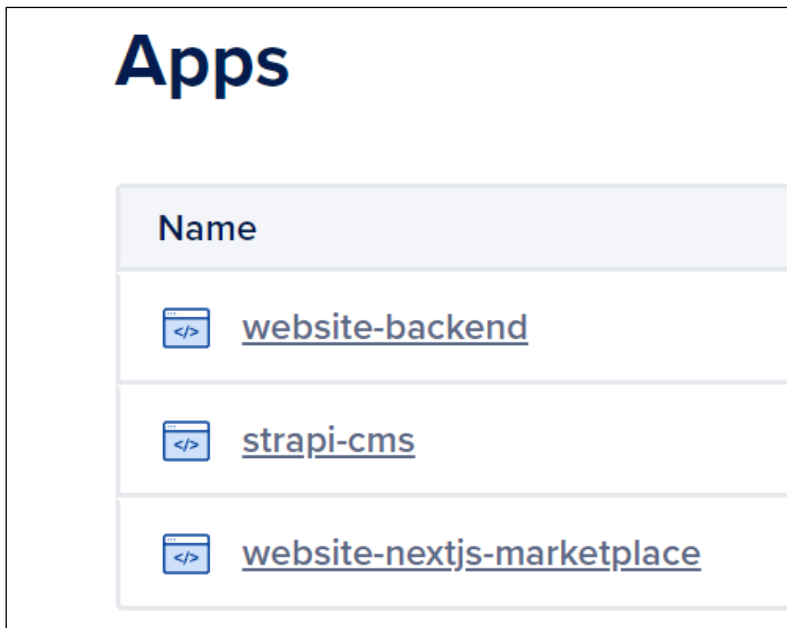 Apps
Name
website-backend
strapi-cms
website-nextjs-marketplace